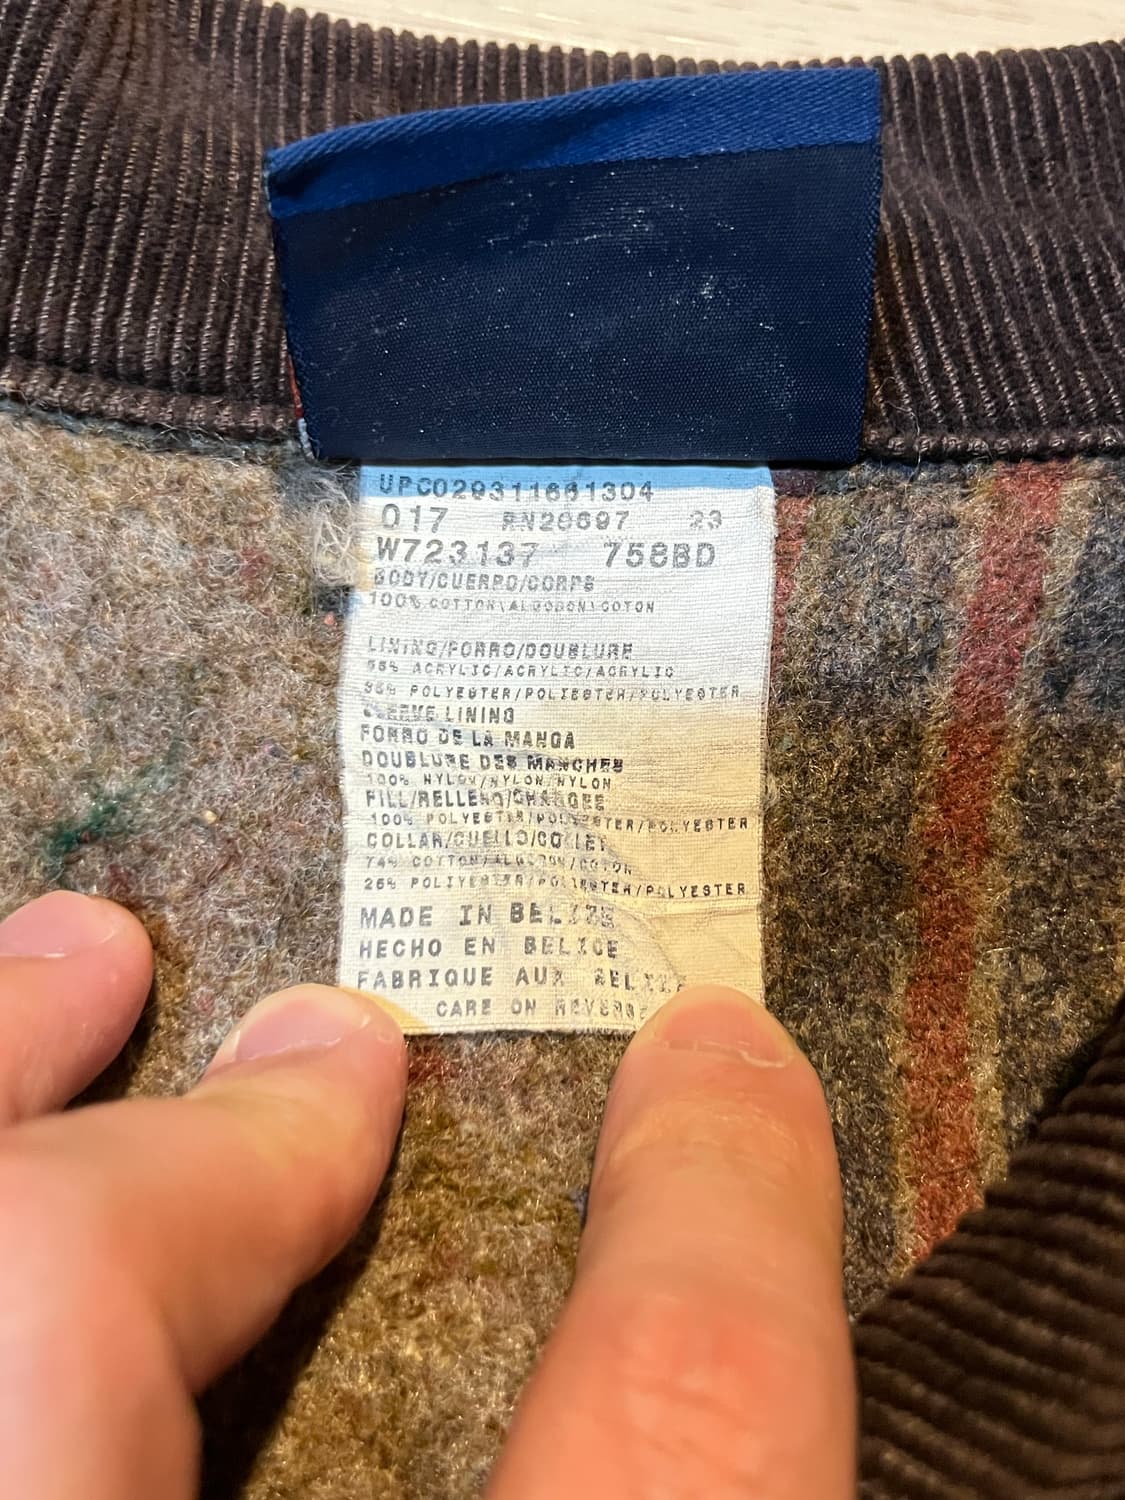 UPC029311661304
017 RN26697 23
W723137 758BD
BODY/CUERPO/CORPS
100% COTTON\ALGODON\COTON
LINING/FORRO/DOUBLURE
ACRYLIC/ACRYLIC/ACRYLIC
POLYESTER/POLIESTER/POLYESTER
SLEEVE LINING
FORRO DE LA MANGA
DOUBLURE DES MANCHES
100% NYLON/NYLON/NYLON
FILL/RELLENO/CHARGEE
100% POLYESTER/POLYESTER/POLYESTER
COLLAR/CUELLO/COLLET
74% COTTON/ALGODON/COTON
26% POLIYESTER/POLIESTER/POLYESTER
MADE IN BELIZE
HECHO EN BELICE
FABRIQUE AUX BELIZE
CARE ON REVERSE